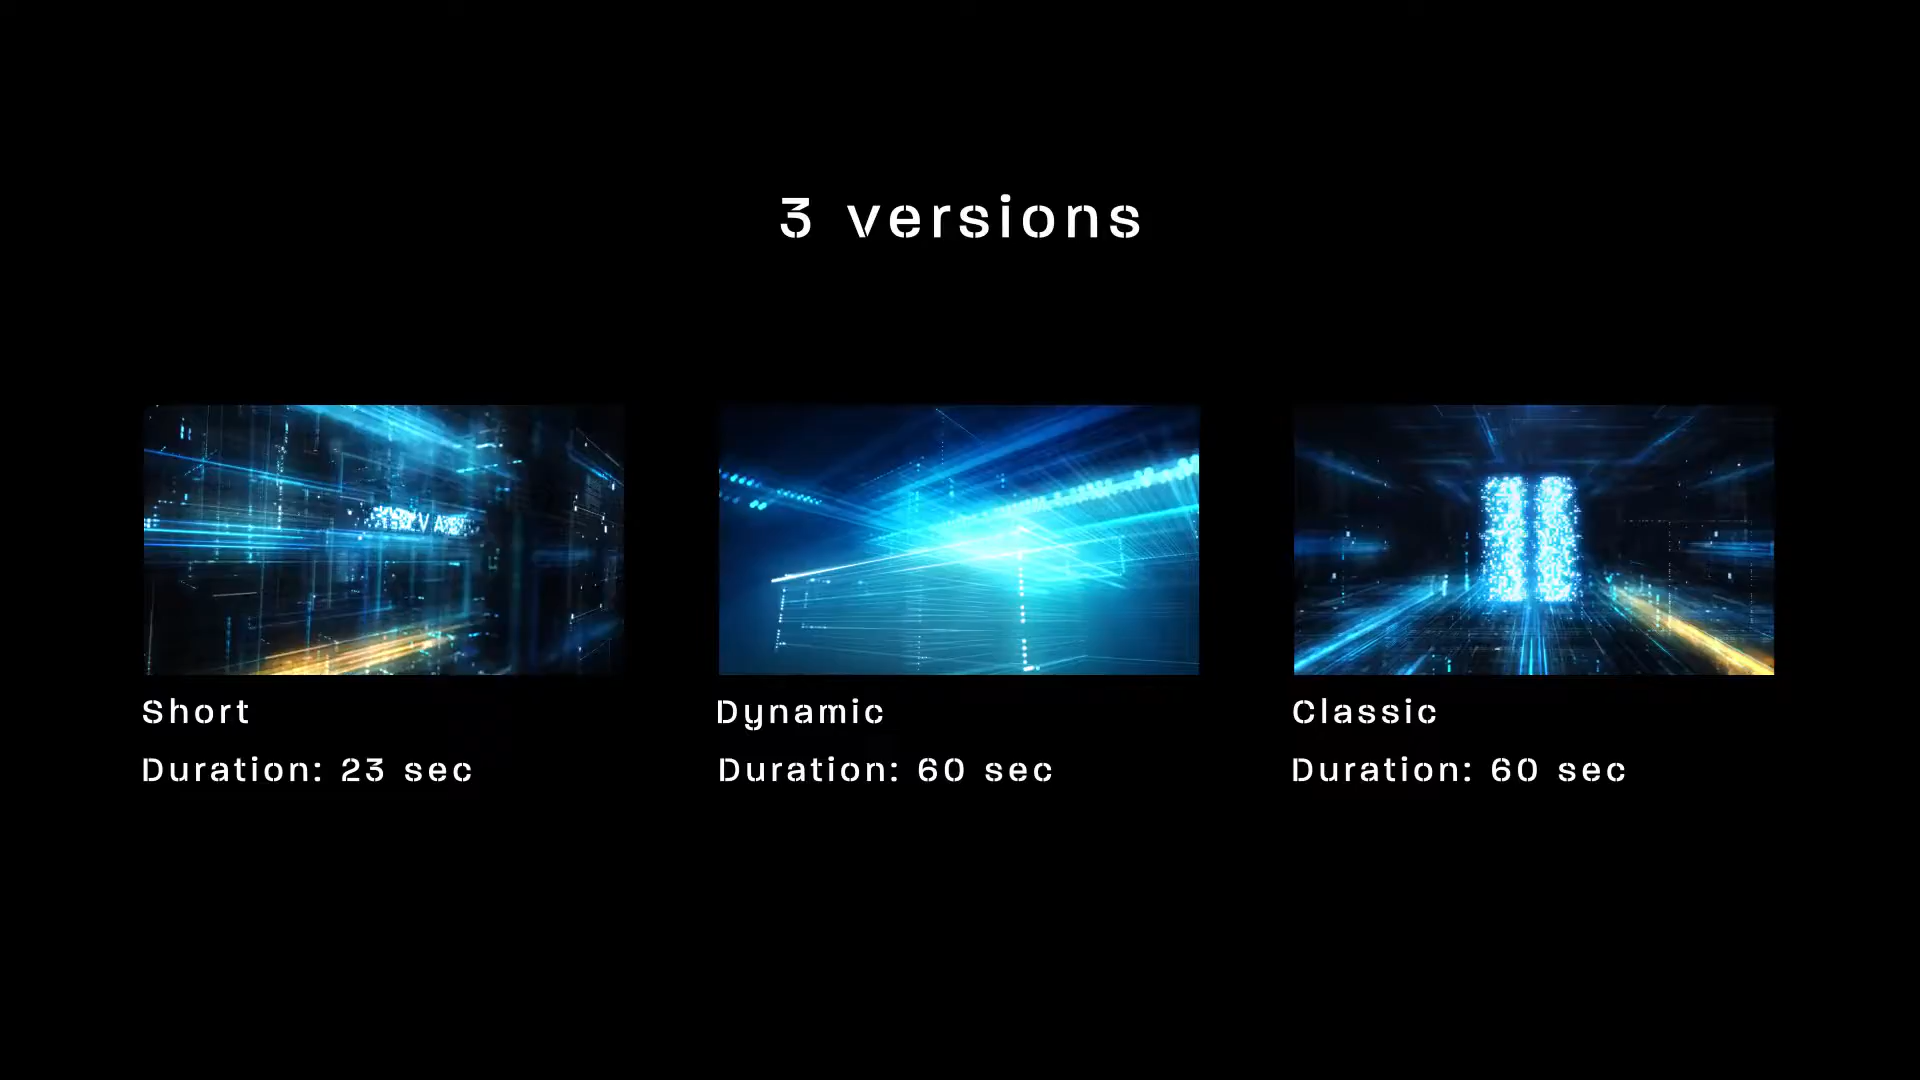 3 versions
Short
Duration: 23 sec
Dynamic
Duration: 60 sec
Classic
Duration: 60 sec